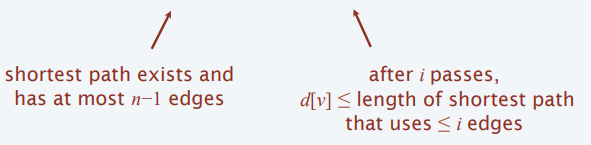 shortest path exists and
has at most n−1 edges
after i passes,
d[v] ≤ length of shortest path
that uses ≤ i edges